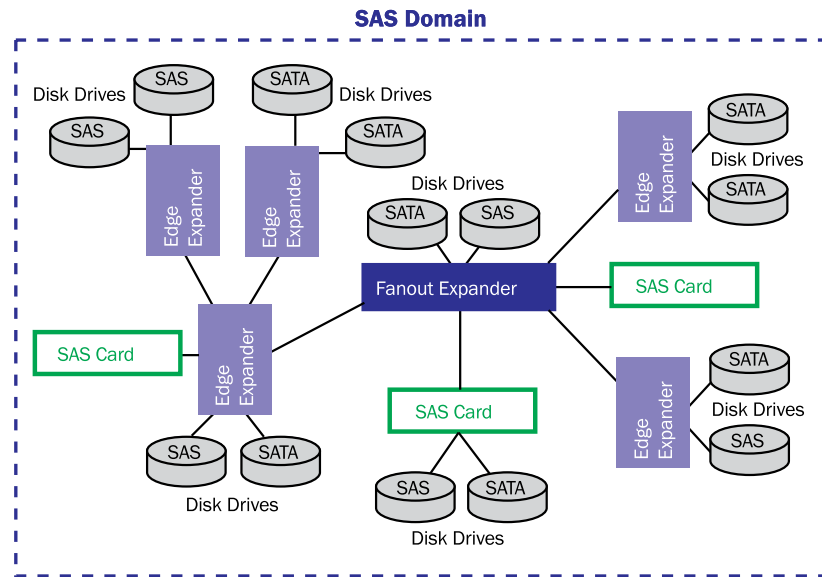 SAS Domain
SAS
SATA
Disk Drives
Disk Drives
SAS
SATA
SATA
Disk Drives
SATA
Edge
Expander
Edge
Expander
Edge
Expander
Disk Drives
SATA
SAS
Fanout Expander
SAS Card
SAS Card
Edge
Expander
SAS Card
Edge
Expander
SATA
Disk Drives
SAS
SAS
SATA
Disk Drives
SAS
SATA
Disk Drives